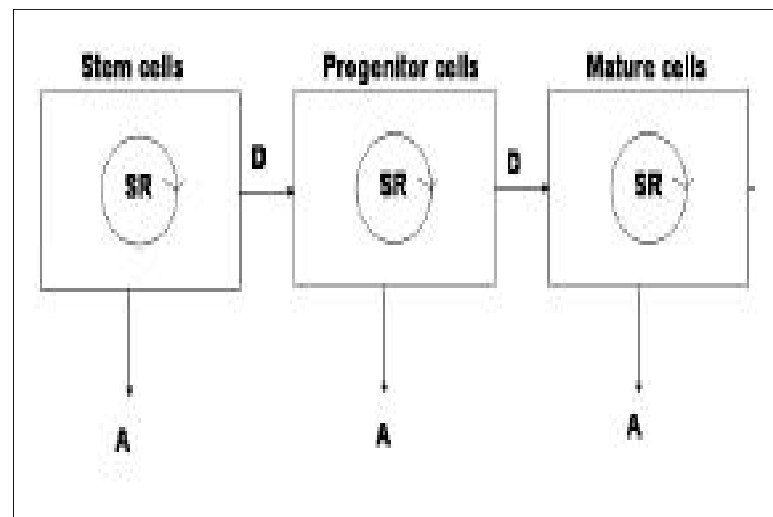 Stem cells Progenitor cells Mature cells
D D
SR SR SR
A A A